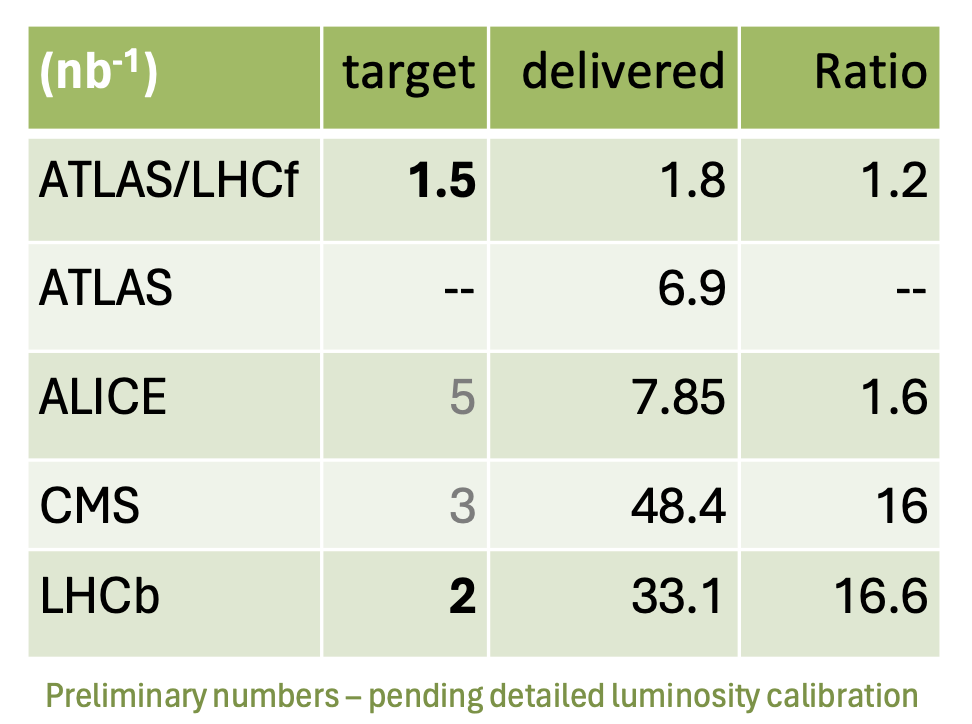 (nb⁻¹) target delivered Ratio
ATLAS/LHCf 1.5 1.8 1.2
ATLAS -- 6.9 --
ALICE 5 7.85 1.6
CMS 3 48.4 16
LHCb 2 33.1 16.6
Preliminary numbers – pending detailed luminosity calibration